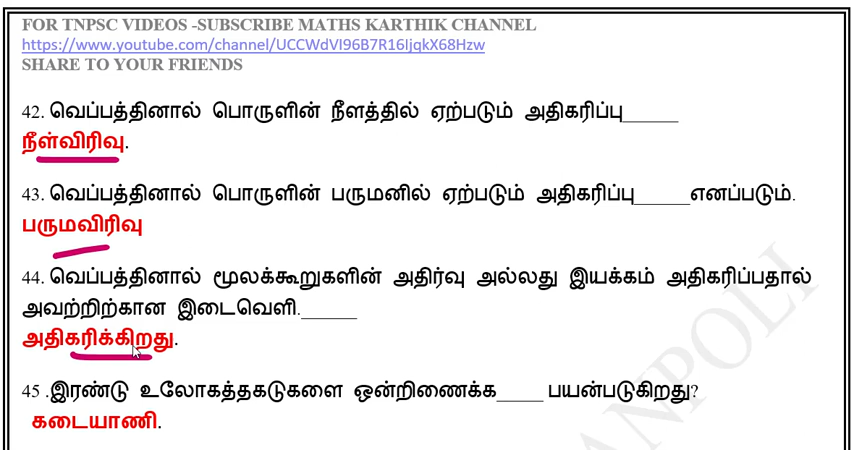 FOR TNPSC VIDEOS -SUBSCRIBE MATHS KARTHIK CHANNEL
https://www.youtube.com/channel/UCCWdVI96B7R16IjqkX68Hzw
SHARE TO YOUR FRIENDS
42. வெப்பத்தினால் பொருளின் நீளத்தில் ஏற்படும் அதிகரிப்பு______
நீள்விரிவு.
43. வெப்பத்தினால் பொருளின் பருமனில் ஏற்படும் அதிகரிப்பு______எனப்படும்.
பருமவிரிவு
44. வெப்பத்தினால் மூலக்கூறுகளின் அதிர்வு அல்லது இயக்கம் அதிகரிப்பதால்
அவற்றிற்கான இடைவெளி.______
அதிகரிக்கிறது.
45 .இரண்டு உலோகத்தகடுகளை ஒன்றிணைக்க_____ பயன்படுகிறது?
கடையாணி.